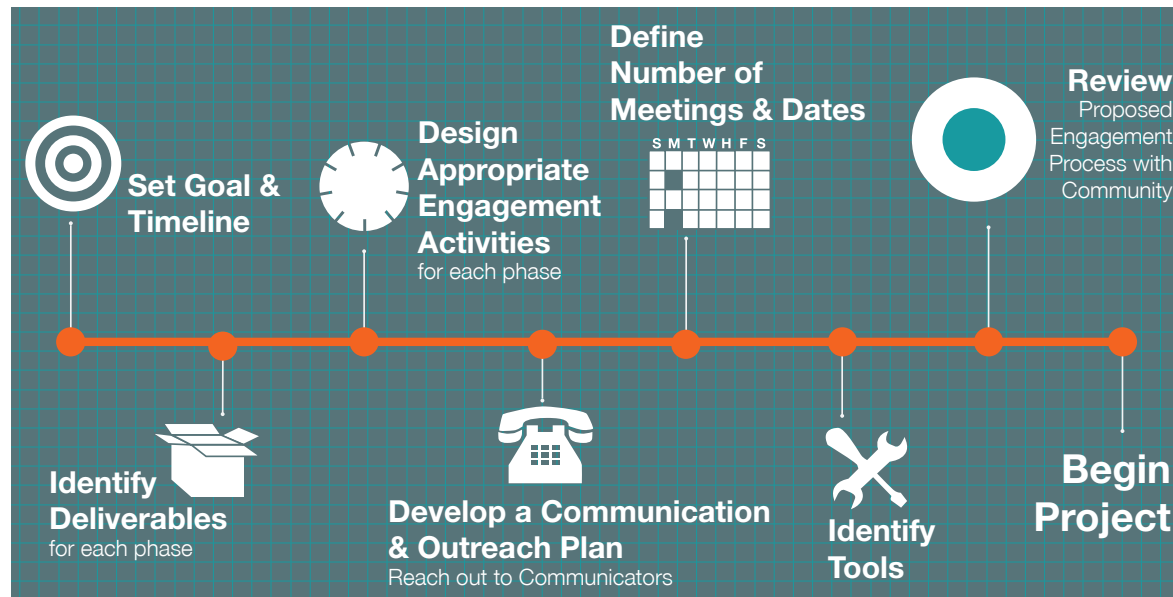 Set Goal &
Timeline
Identify
Deliverables
for each phase
Design
Appropriate
Engagement
Activities
for each phase
Develop a Communication
& Outreach Plan
Reach out to Communicators
Define
Number of
Meetings & Dates
S M T W H F S
Identify
Tools
Review
Proposed
Engagement
Process with
Community
Begin
Project